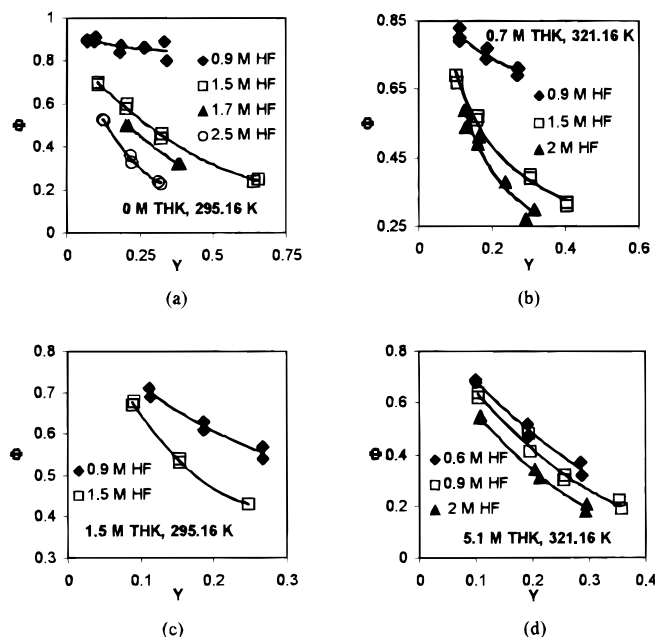 1
0.8
0.6
0.4
0.2
0
Φ
0.9 M HF
1.5 M HF
1.7 M HF
2.5 M HF
0 M THK, 295.16 K
0 0.25 0.5 0.75
Y
(a)
0.85
0.65
0.45
0.25
Φ
0.7 M THK, 321.16 K
0.9 M HF
1.5 M HF
2 M HF
0 0.2 0.4 0.6
Y
(b)
0.8
0.7
0.6
0.5
0.4
0.3
Φ
0.9 M HF
1.5 M HF
1.5 M THK, 295.16 K
0 0.1 0.2 0.3
Y
(c)
0.8
0.6
0.4
0.2
0
Φ
0.6 M HF
0.9 M HF
2 M HF
5.1 M THK, 321.16 K
0 0.1 0.2 0.3 0.4
Y
(d)